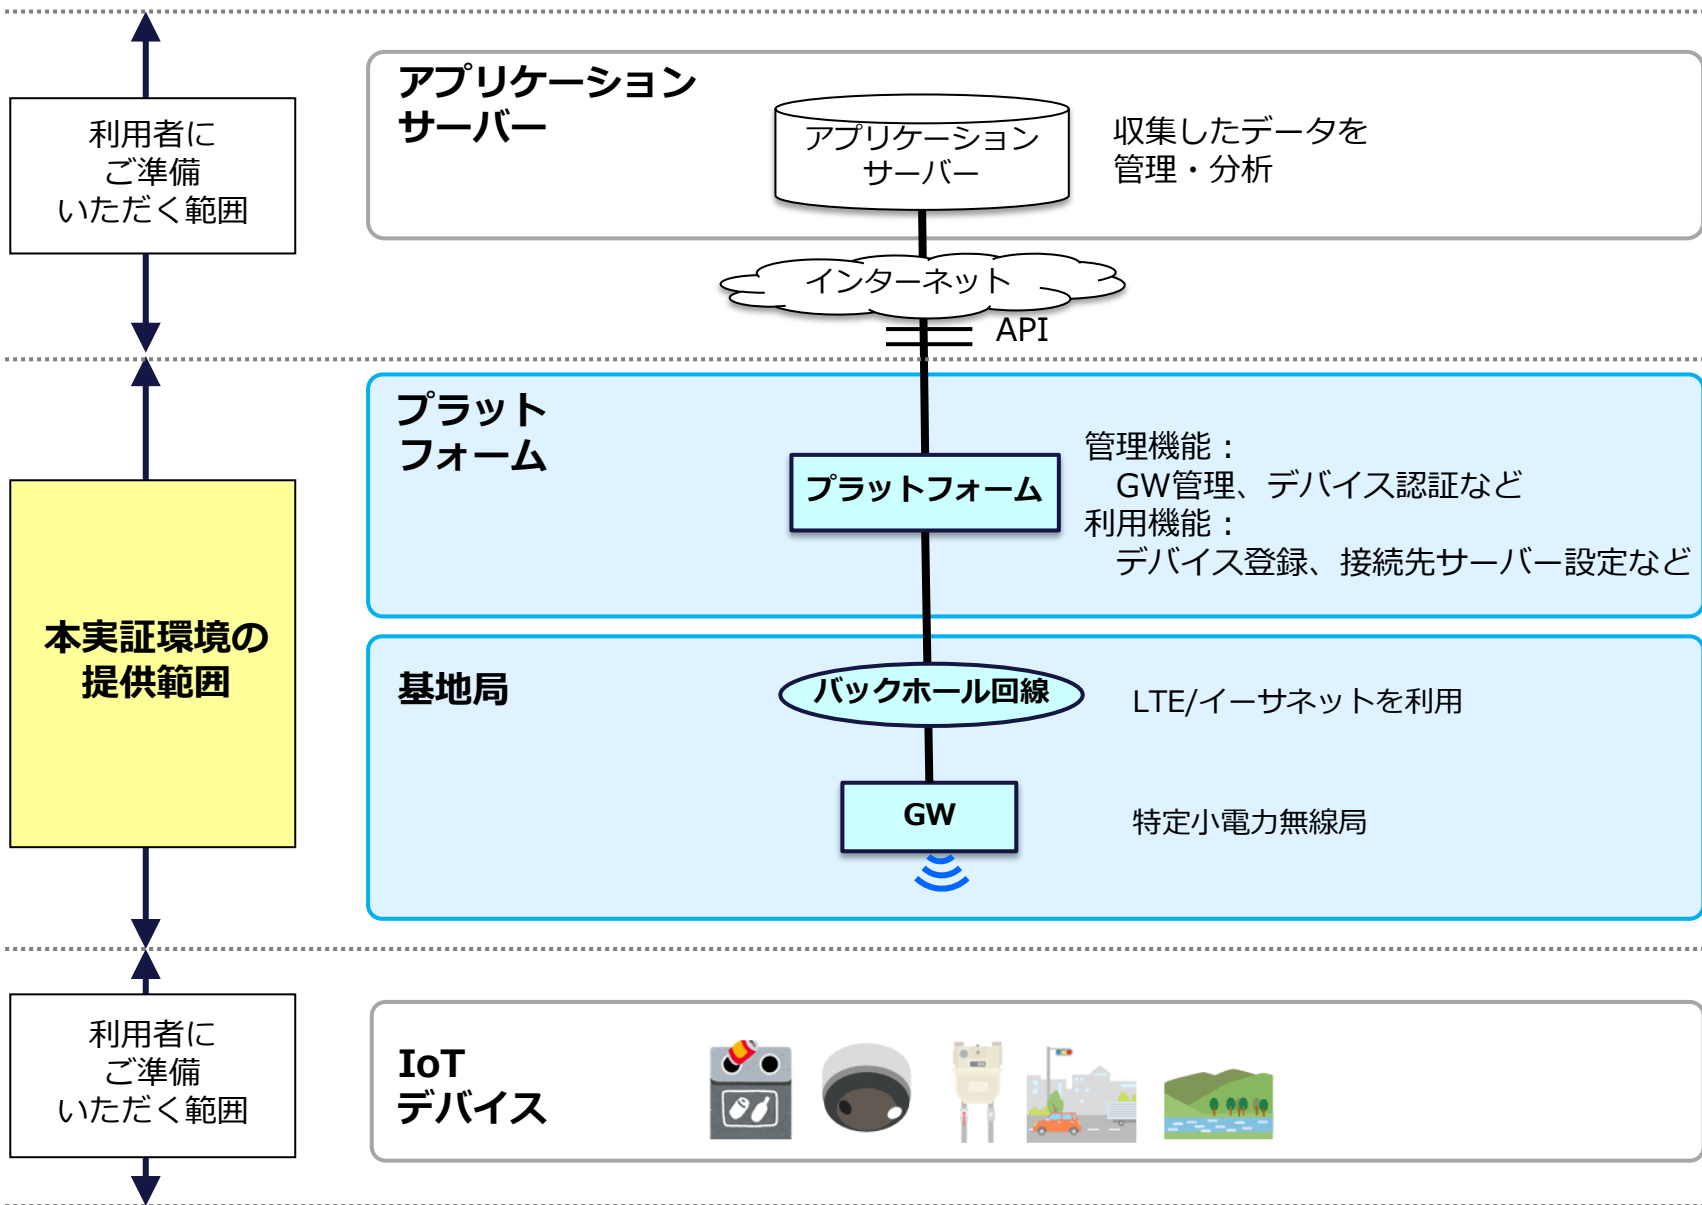 利用者に
ご準備
いただく範囲
アプリケーション
サーバー
アプリケーション
サーバー
収集したデータを
管理・分析
インターネット
API
本実証環境の
提供範囲
プラット
フォーム
プラットフォーム
管理機能：
GW管理、デバイス認証など
利用機能：
デバイス登録、接続先サーバー設定など
基地局
バックホール回線
LTE/イーサネットを利用
GW
特定小電力無線局
利用者に
ご準備
いただく範囲
IoT
デバイス